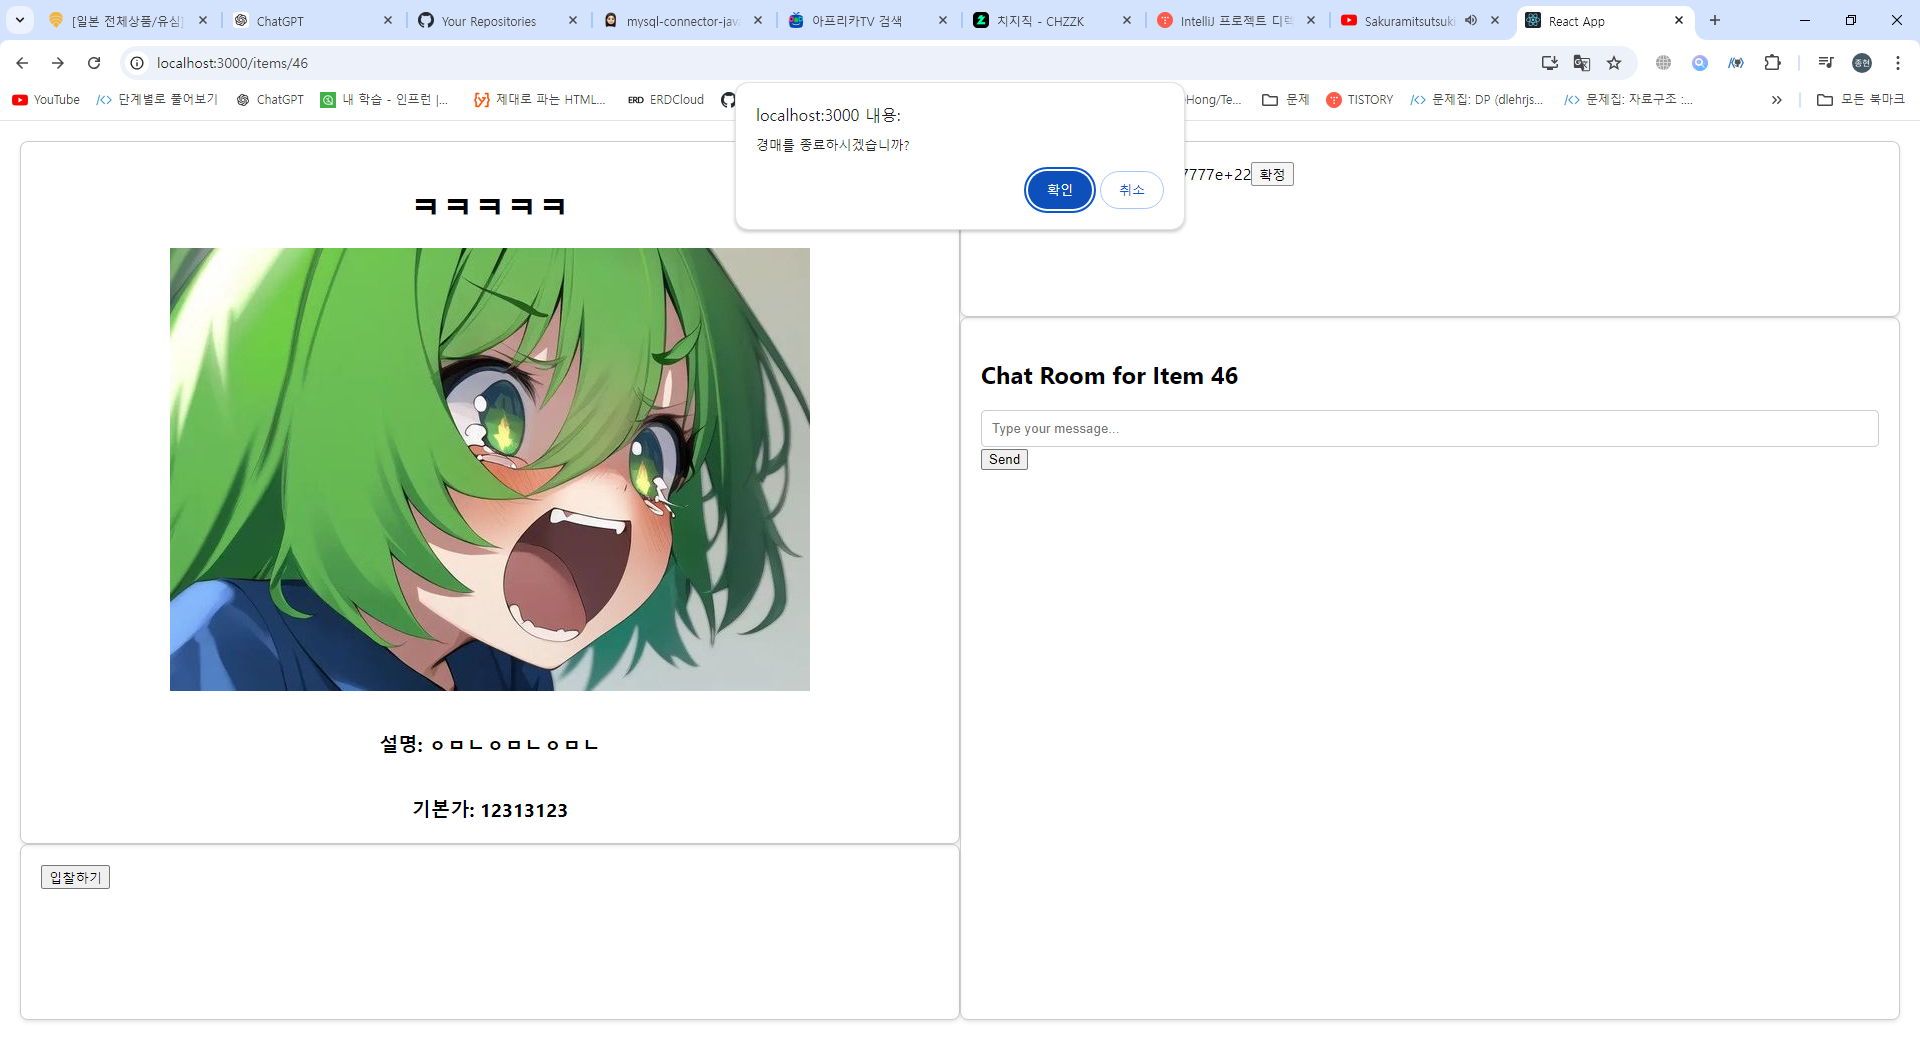 [일본 전체상품/유심]
ChatGPT
Your Repositories
mysql-connector-jav
아프리카TV 검색
치지직 - CHZZK
IntelliJ 프로젝트 디렉
Sakuramitsutsuki
React App
localhost:3000/items/46
종현
YouTube
단계별로 풀어보기
ChatGPT
내 학습 - 인프런 |...
제대로 파는 HTML...
ERD ERDCloud
Hong/Te...
문제
TISTORY
문제집: DP (dlehrjs...
문제집: 자료구조 :...
모든 북마크
localhost:3000 내용:
경매를 종료하시겠습니까?
확인
취소
ㅋㅋㅋㅋㅋ
설명: ㅇㅁㄴㅇㅁㄴㅇㅁㄴ
기본가: 12313123
입찰하기
7777e+22 확정
Chat Room for Item 46
Type your message...
Send